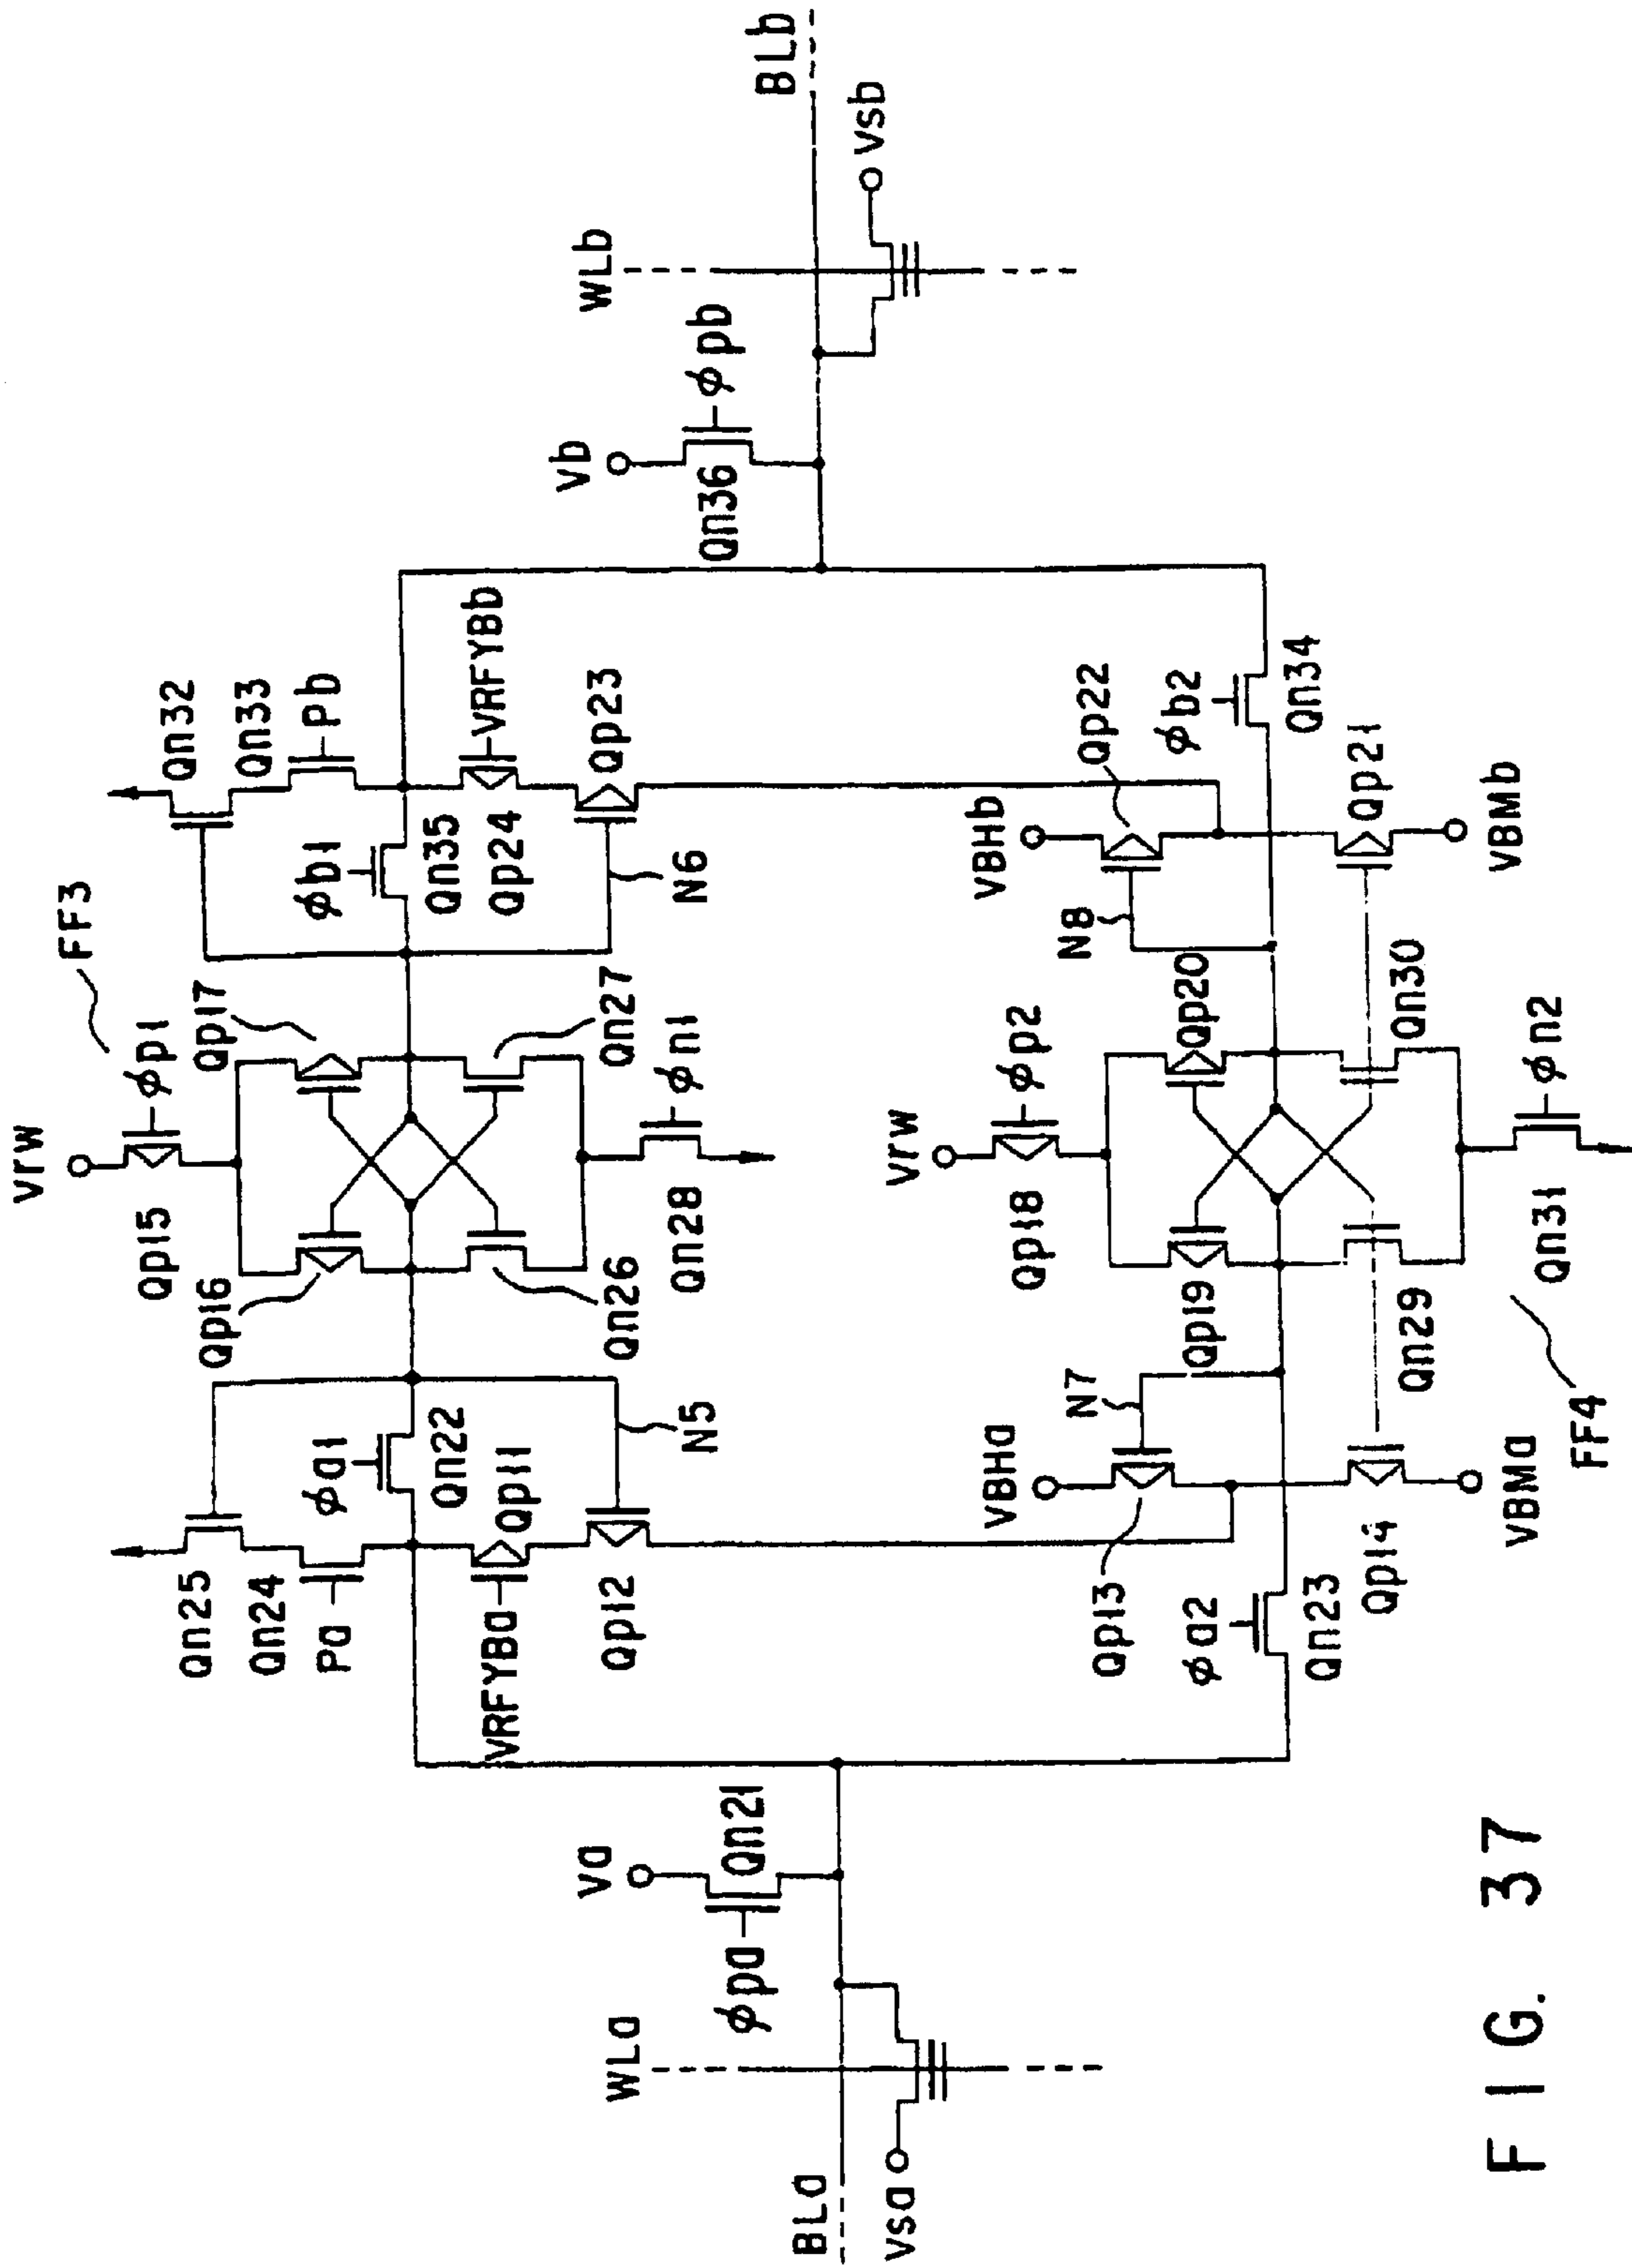 Vrw
FF3
Qp15
φp1
Qn25
Qp16
Qp17
Qn32
Qn24
Qn33
Pa
Pb
φa1
φb1
Qn22
Qn26
Qn27
Qn35
VRFYBa
Qp11
Qn28
φn1
Qp24
VRFYBb
Qp12
N5
N6
Qp23
Va
φpa
Qn21
WLa
BLa
Vsa
Vb
φpb
Qn36
WLb
BLb
Vsb
Vrw
Qp18
φp2
VBHa
N7
N8
VBHb
Qp13
Qp19
Qp20
Qp22
φa2
φb2
Qn23
Qn34
Qp14
Qn29
Qn30
Qp21
VBMa
VBMb
Qn31
φn2
FF4
FIG. 37